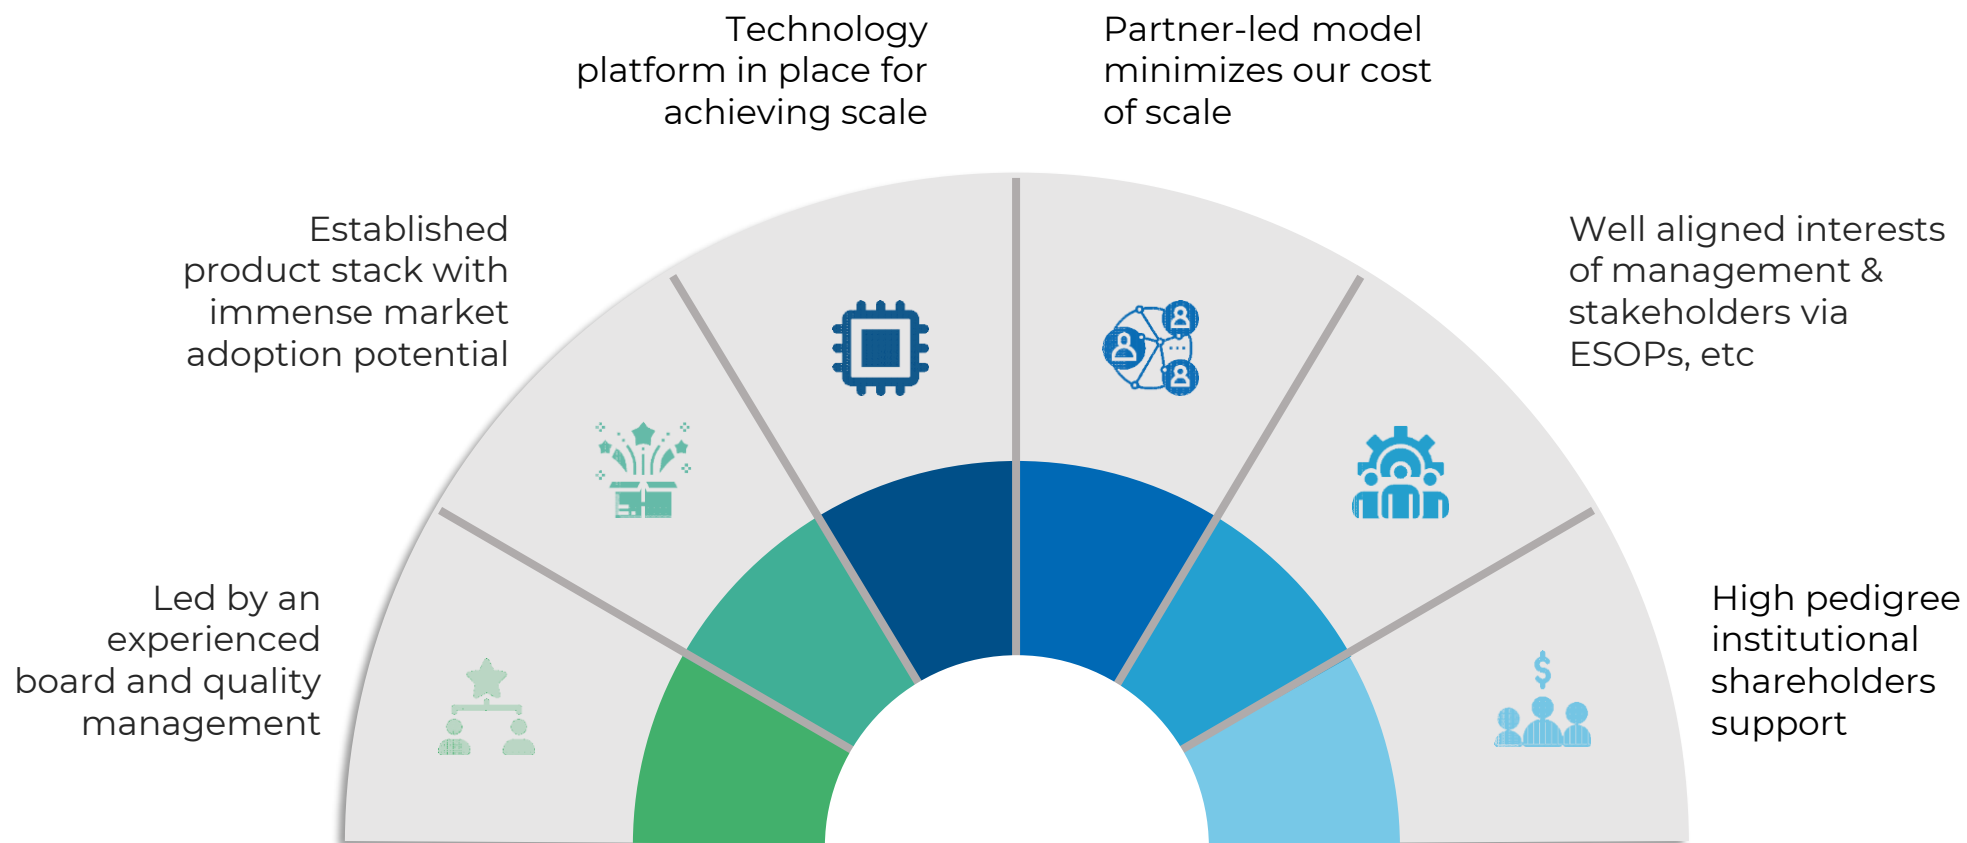 Technology
platform in place for
achieving scale
Partner-led model
minimizes our cost
of scale
Established
product stack with
immense market
adoption potential
Well aligned interests
of management &
stakeholders via
ESOPs, etc
Led by an
experienced
board and quality
management
High pedigree
institutional
shareholders
support
$